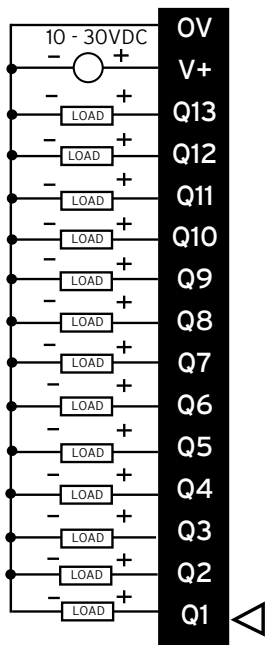 0V
10 - 30VDC
- + V+
- LOAD + Q13
- LOAD + Q12
- LOAD + Q11
- LOAD + Q10
- LOAD + Q9
- LOAD + Q8
- LOAD + Q7
- LOAD + Q6
- LOAD + Q5
- LOAD + Q4
- LOAD + Q3
- LOAD + Q2
- LOAD + Q1